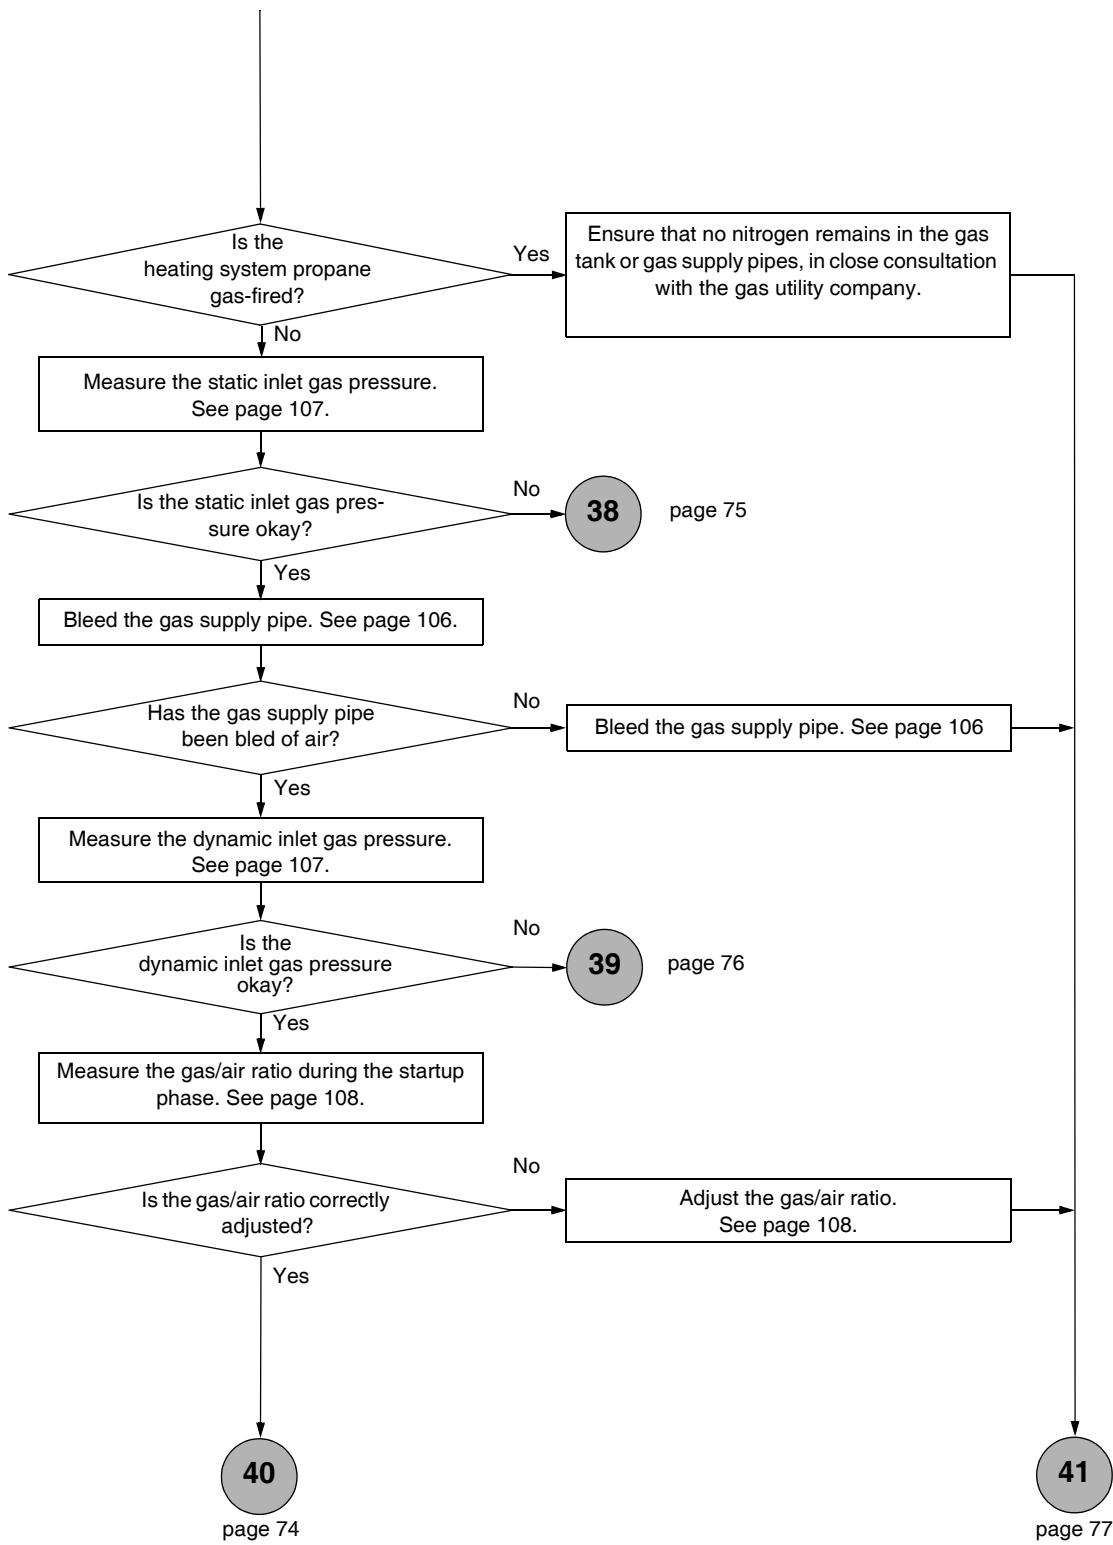 Is the
heating system propane
gas-fired?
Yes
Ensure that no nitrogen remains in the gas
tank or gas supply pipes, in close consultation
with the gas utility company.
No
Measure the static inlet gas pressure.
See page 107.
Is the static inlet gas pres-
sure okay?
No
38
page 75
Yes
Bleed the gas supply pipe. See page 106.
Has the gas supply pipe
been bled of air?
No
Bleed the gas supply pipe. See page 106
Yes
Measure the dynamic inlet gas pressure.
See page 107.
Is the
dynamic inlet gas pressure
okay?
No
39
page 76
Yes
Measure the gas/air ratio during the startup
phase. See page 108.
Is the gas/air ratio correctly
adjusted?
No
Adjust the gas/air ratio.
See page 108.
Yes
40
page 74
41
page 77